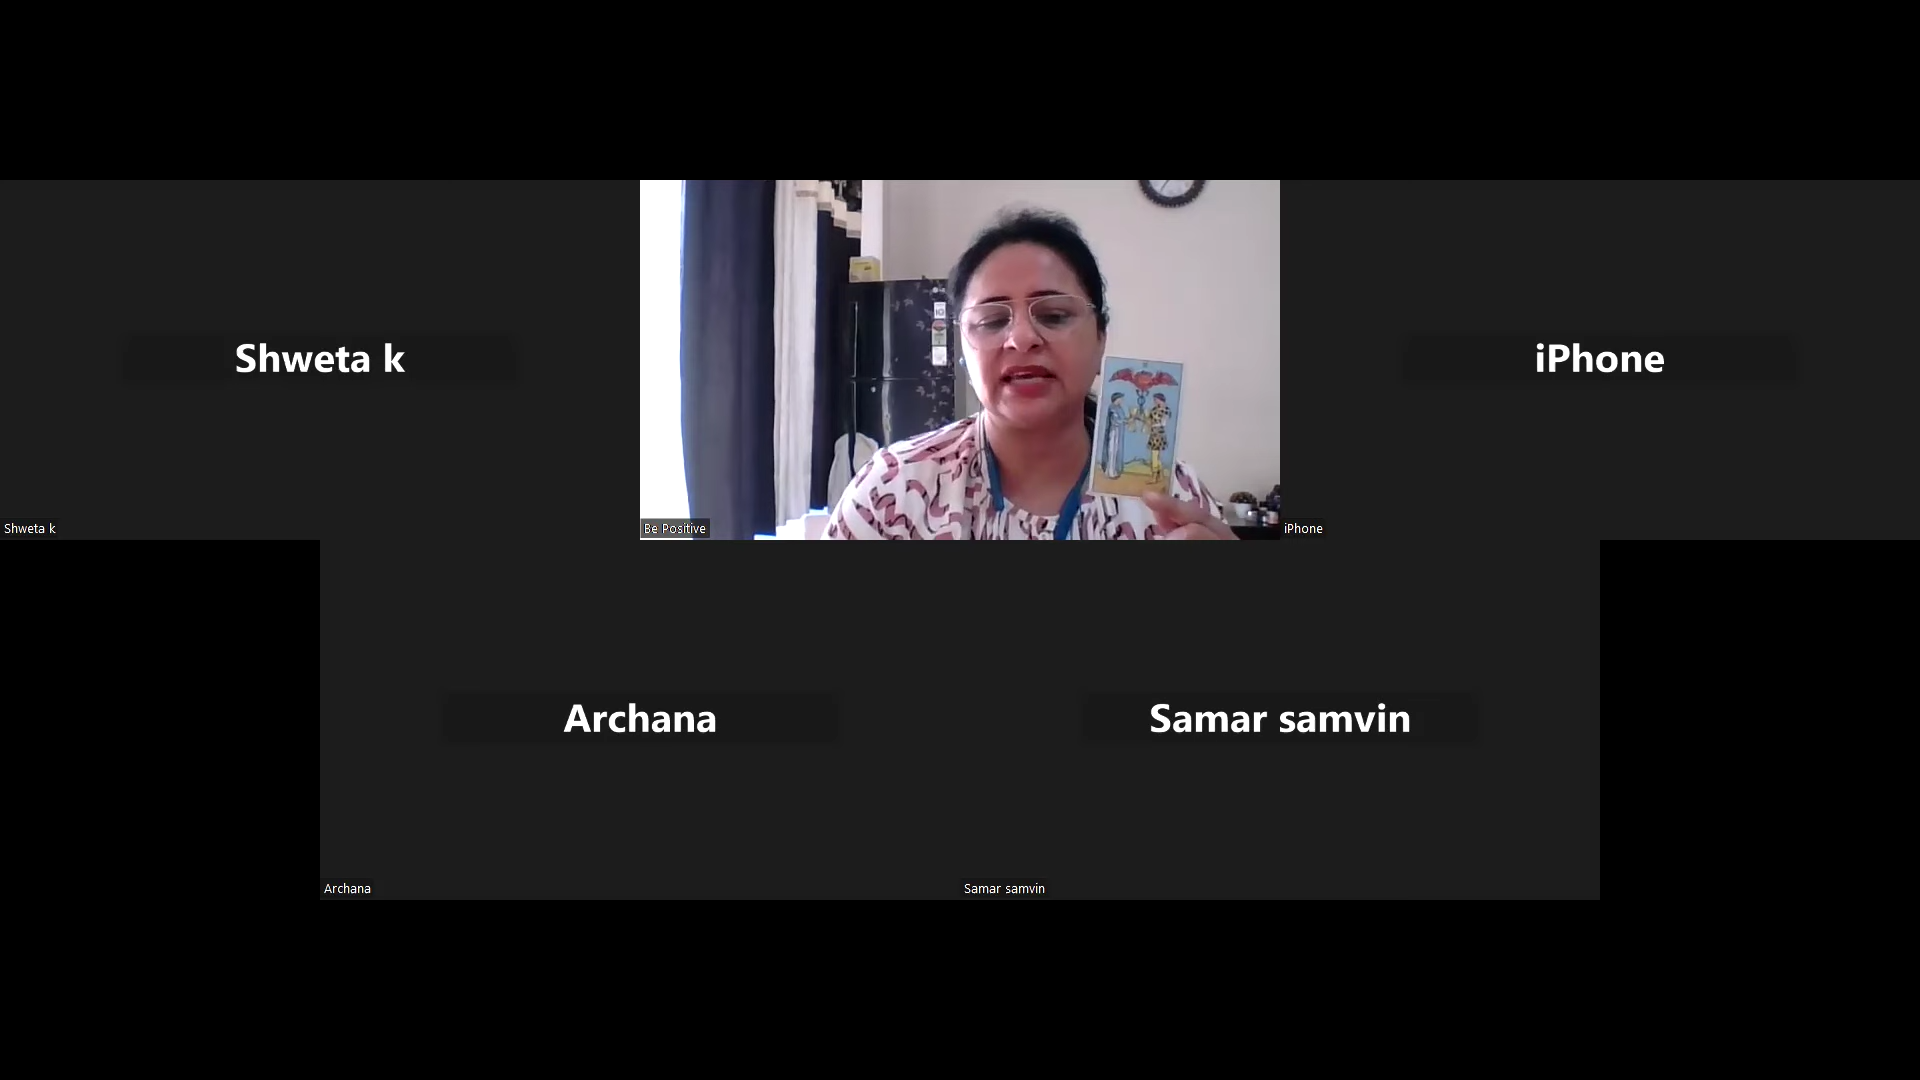 Shweta k
iPhone
Shweta k
Be Positive
iPhone
Archana
Samar samvin
Archana
Samar samvin